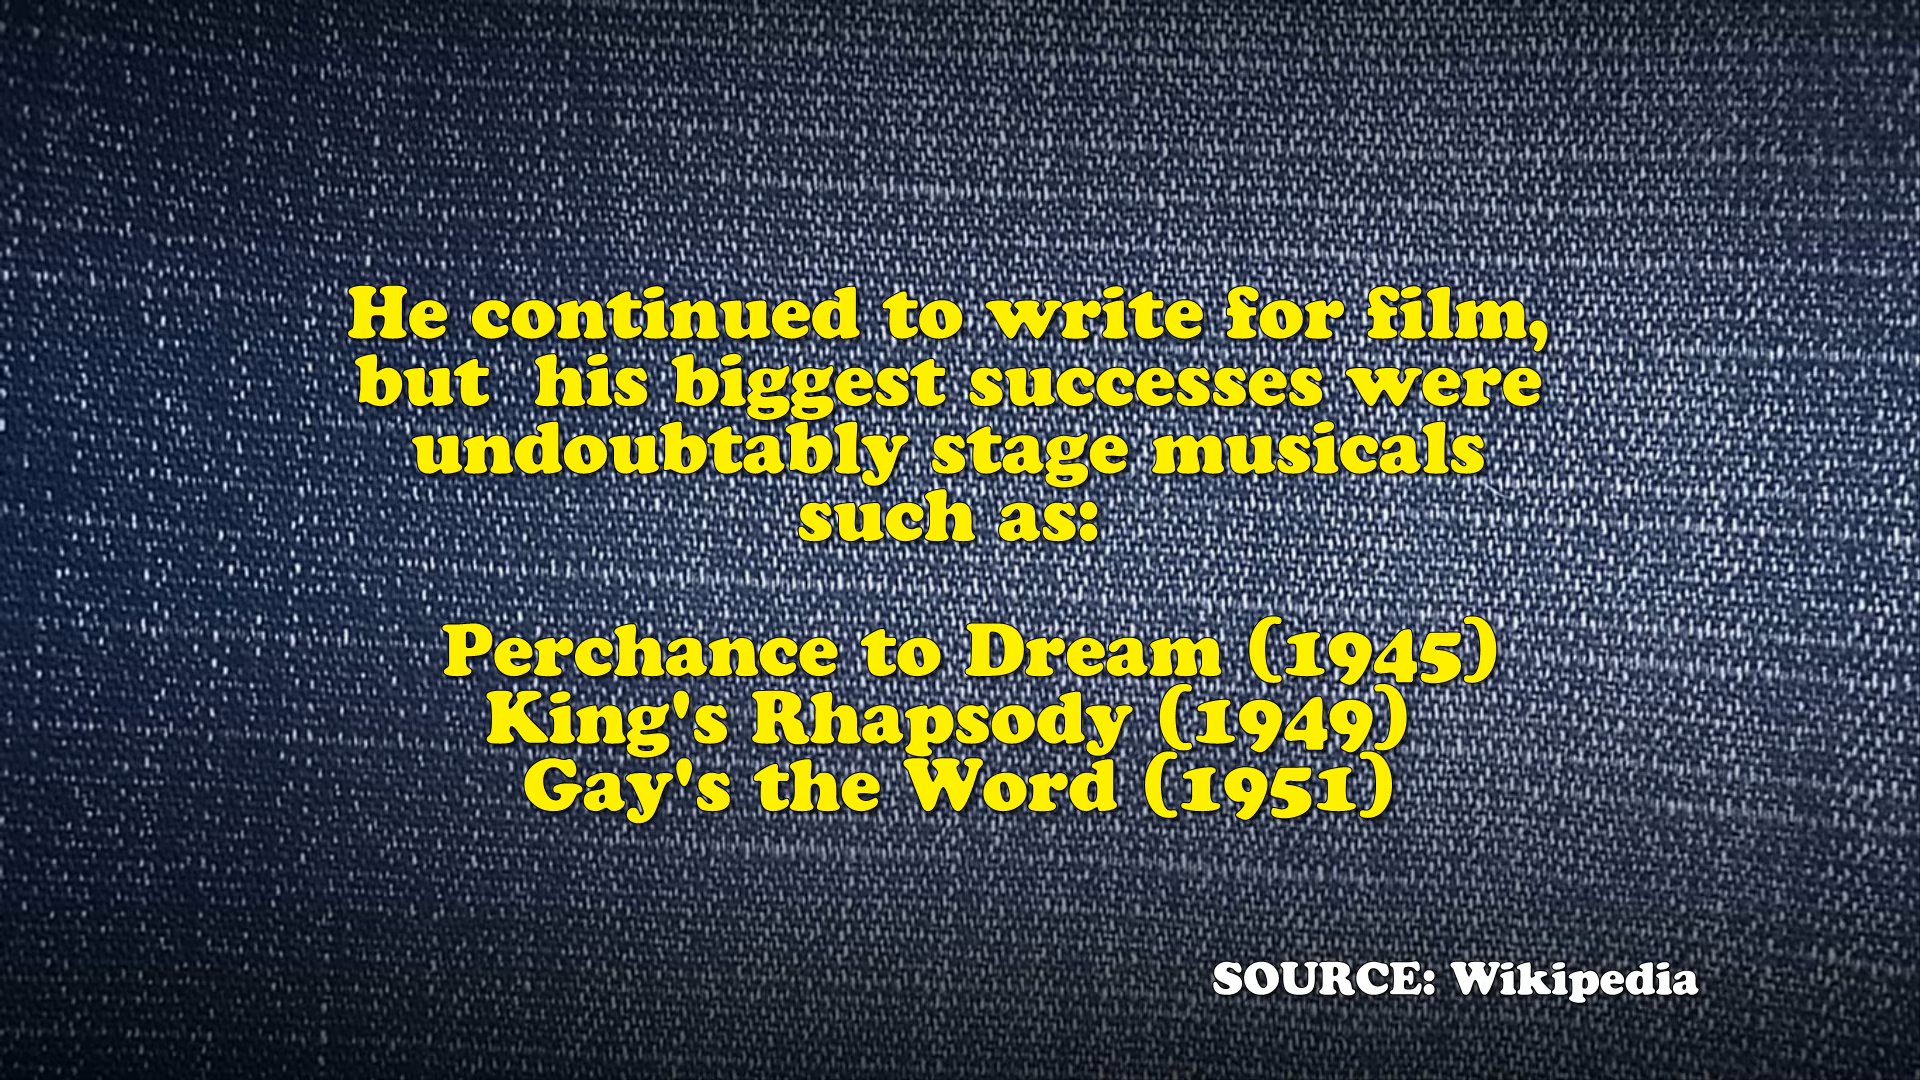 He continued to write for film,
but  his biggest successes were
undoubtably stage musicals
such as:
Perchance to Dream (1945)
King's Rhapsody (1949)
Gay's the Word (1951)
SOURCE: Wikipedia